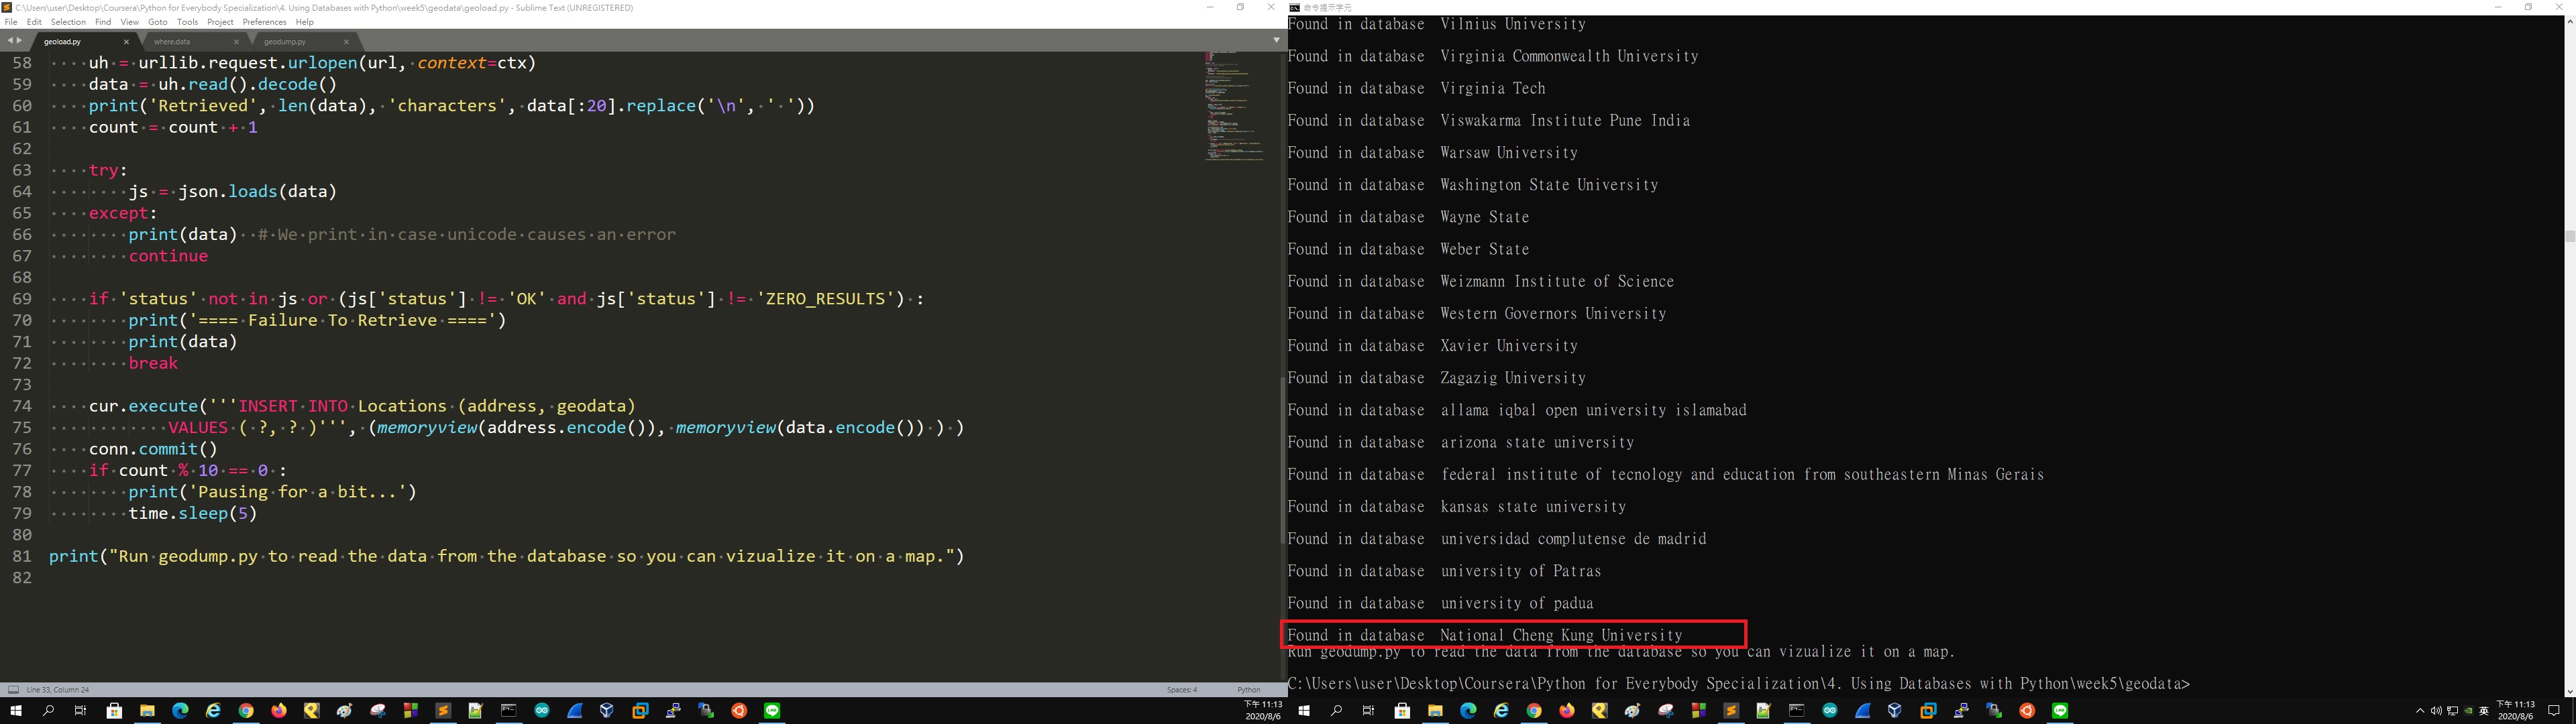 C:\Users\user\Desktop\Coursera\Python for Everybody Specialization\4. Using Databases with Python\week5\geodata\geoload.py - Sublime Text (UNREGISTERED)
File Edit Selection Find View Goto Tools Project Preferences Help
geoload.py where.data geodump.py
58 uh = urllib.request.urlopen(url, context=ctx)
59 data = uh.read().decode()
60 print('Retrieved', len(data), 'characters', data[:20].replace('\n', ' '))
61 count = count + 1
62
63 try:
64 js = json.loads(data)
65 except:
66 print(data) # We print in case unicode causes an error
67 continue
68
69 if 'status' not in js or (js['status'] != 'OK' and js['status'] != 'ZERO_RESULTS') :
70 print('==== Failure To Retrieve ====')
71 print(data)
72 break
73
74 cur.execute('''INSERT INTO Locations (address, geodata)
75 VALUES ( ?, ? )''', (memoryview(address.encode()), memoryview(data.encode()) ) )
76 conn.commit()
77 if count % 10 == 0 :
78 print('Pausing for a bit...')
79 time.sleep(5)
80
81 print("Run geodump.py to read the data from the database so you can vizualize it on a map.")
82
Line 33, Column 24 Spaces: 4 Python
下午 11:13
2020/8/6
命令提示字元
Found in database Vilnius University
Found in database Virginia Commonwealth University
Found in database Virginia Tech
Found in database Viswakarma Institute Pune India
Found in database Warsaw University
Found in database Washington State University
Found in database Wayne State
Found in database Weber State
Found in database Weizmann Institute of Science
Found in database Western Governors University
Found in database Xavier University
Found in database Zagazig University
Found in database allama iqbal open university islamabad
Found in database arizona state university
Found in database federal institute of tecnology and education from southeastern Minas Gerais
Found in database kansas state university
Found in database universidad complutense de madrid
Found in database university of Patras
Found in database university of padua
Found in database National Cheng Kung University
Run geodump.py to read the data from the database so you can vizualize it on a map.
C:\Users\user\Desktop\Coursera\Python for Everybody Specialization\4. Using Databases with Python\week5\geodata>
英
下午 11:13
2020/8/6